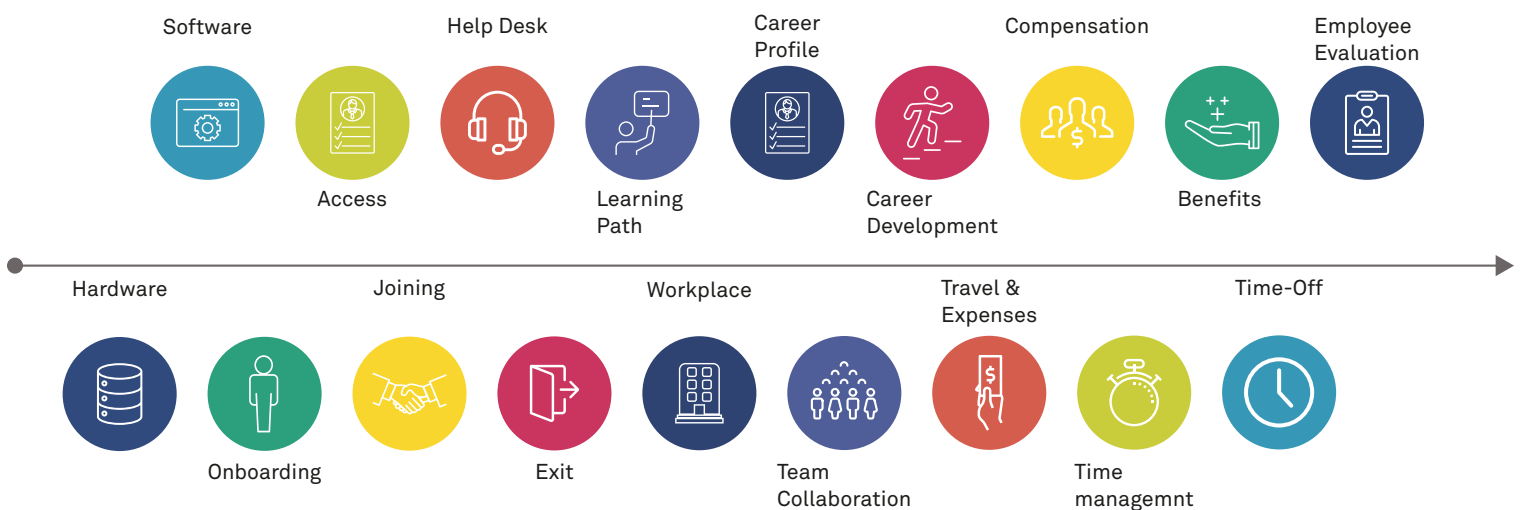 Software
Help Desk
Career
Profile
Compensation
Employee
Evaluation
Access
Learning
Path
Career
Development
$
Benefits
Hardware
Joining
Workplace
Travel &
Expenses
Time-Off
$
Onboarding
Exit
Team
Collaboration
Time
managemnt